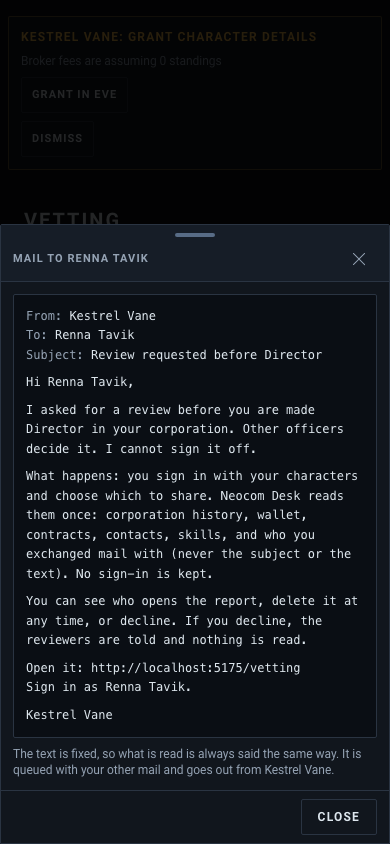 KESTREL VANE: GRANT CHARACTER DETAILS
Broker fees are assuming 0 standings
GRANT IN EVE
DISMISS
VETTING
MAIL TO RENNA TAVIK
From: Kestrel Vane
To: Renna Tavik
Subject: Review requested before Director
Hi Renna Tavik,
I asked for a review before you are made
Director in your corporation. Other officers
decide it. I cannot sign it off.
What happens: you sign in with your characters
and choose which to share. Neocom Desk reads
them once: corporation history, wallet,
contracts, contacts, skills, and who you
exchanged mail with (never the subject or the
text). No sign-in is kept.
You can see who opens the report, delete it at
any time, or decline. If you decline, the
reviewers are told and nothing is read.
Open it: http://localhost:5175/vetting
Sign in as Renna Tavik.
Kestrel Vane
The text is fixed, so what is read is always said the same way. It is
queued with your other mail and goes out from Kestrel Vane.
CLOSE